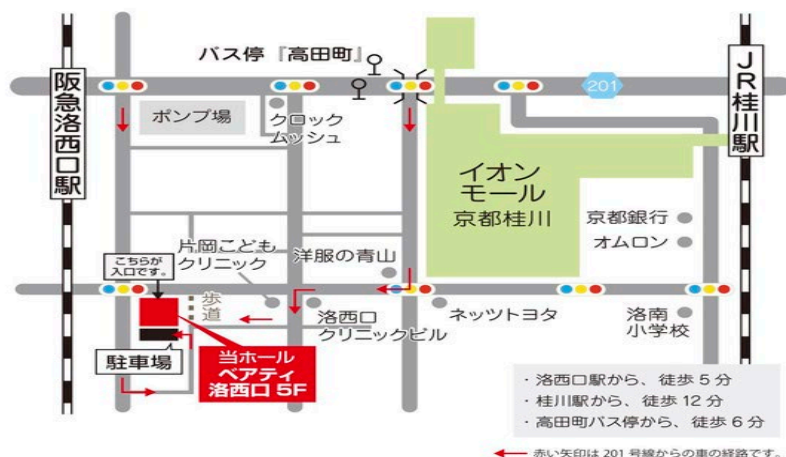 バス停『高田町』
201
JR桂川駅
阪急洛西口駅
ポンプ場
クロック
ムッシュ
イオン
モール
京都桂川
京都銀行
オムロン
片岡こども
クリニック
洋服の青山
こちらが
入口です。
歩道
洛西口
クリニックビル
ネッツトヨタ
洛南
小学校
駐車場
当ホール
ベアティ
洛西口 5F
・洛西口駅から、徒歩 5 分
・桂川駅から、徒歩 12 分
・高田町バス停から、徒歩 6 分
赤い矢印は 201 号線からの車の経路です。